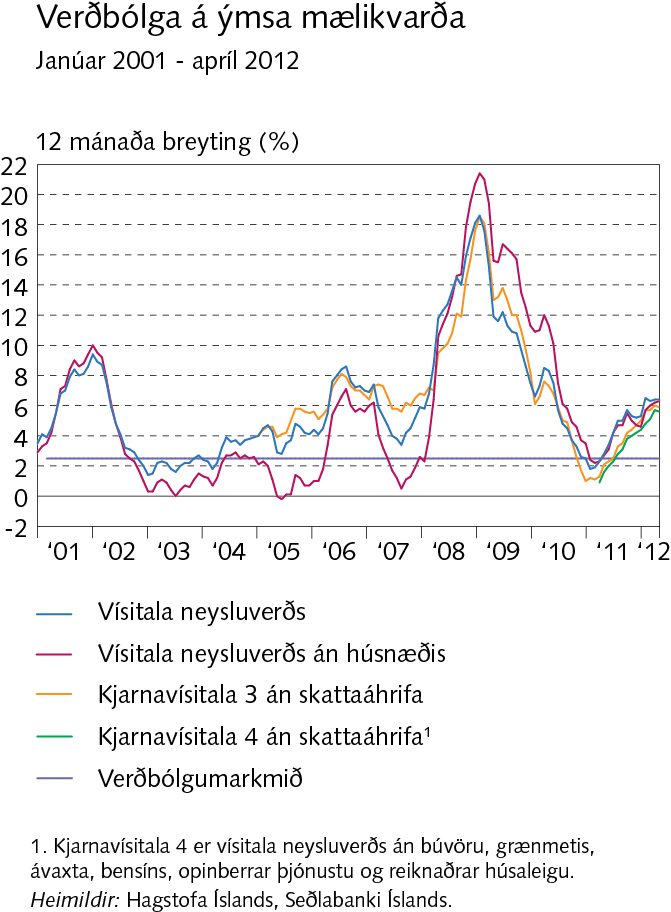 Verðbólga á ýmsa mælikvarða
Janúar 2001 - apríl 2012
12 mánaða breyting (%)
22
20
18
16
14
12
10
8
6
4
2
0
-2
‘01 ‘02 ‘03 ‘04 ‘05 ‘06 ‘07 ‘08 ‘09 ‘10 ‘11 ‘12
Vísitala neysluverðs
Vísitala neysluverðs án húsnæðis
Kjarnavísitala 3 án skattaáhrifa
Kjarnavísitala 4 án skattaáhrifa¹
Verðbólgumarkmið
1. Kjarnavísitala 4 er vísitala neysluverðs án búvöru, grænmetis,
ávaxta, bensíns, opinberrar þjónustu og reiknaðrar húsaleigu.
Heimildir: Hagstofa Íslands, Seðlabanki Íslands.